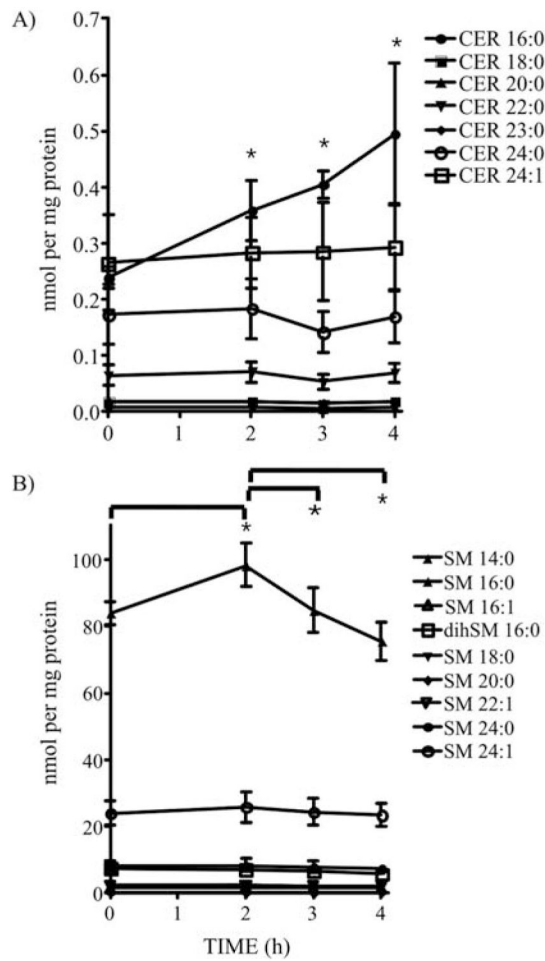 A)
0.7
0.6
0.5
0.4
0.3
0.2
0.1
0.0
nmol per mg protein
0 1 2 3 4
* * *
CER 16:0
CER 18:0
CER 20:0
CER 22:0
CER 23:0
CER 24:0
CER 24:1
B)
* * *
100
80
60
40
20
0
nmol per mg protein
0 1 2 3 4
TIME (h)
SM 14:0
SM 16:0
SM 16:1
dihSM 16:0
SM 18:0
SM 20:0
SM 22:1
SM 24:0
SM 24:1